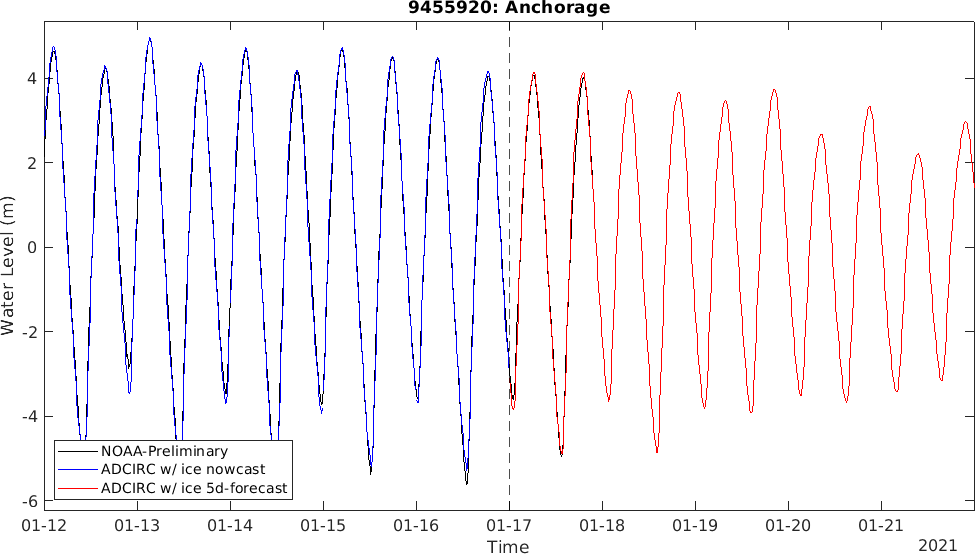 9455920: Anchorage
Water Level (m)
4
2
0
-2
-4
-6
NOAA-Preliminary
ADCIRC w/ ice nowcast
ADCIRC w/ ice 5d-forecast
01-12 01-13 01-14 01-15 01-16 01-17 01-18 01-19 01-20 01-21
Time
2021